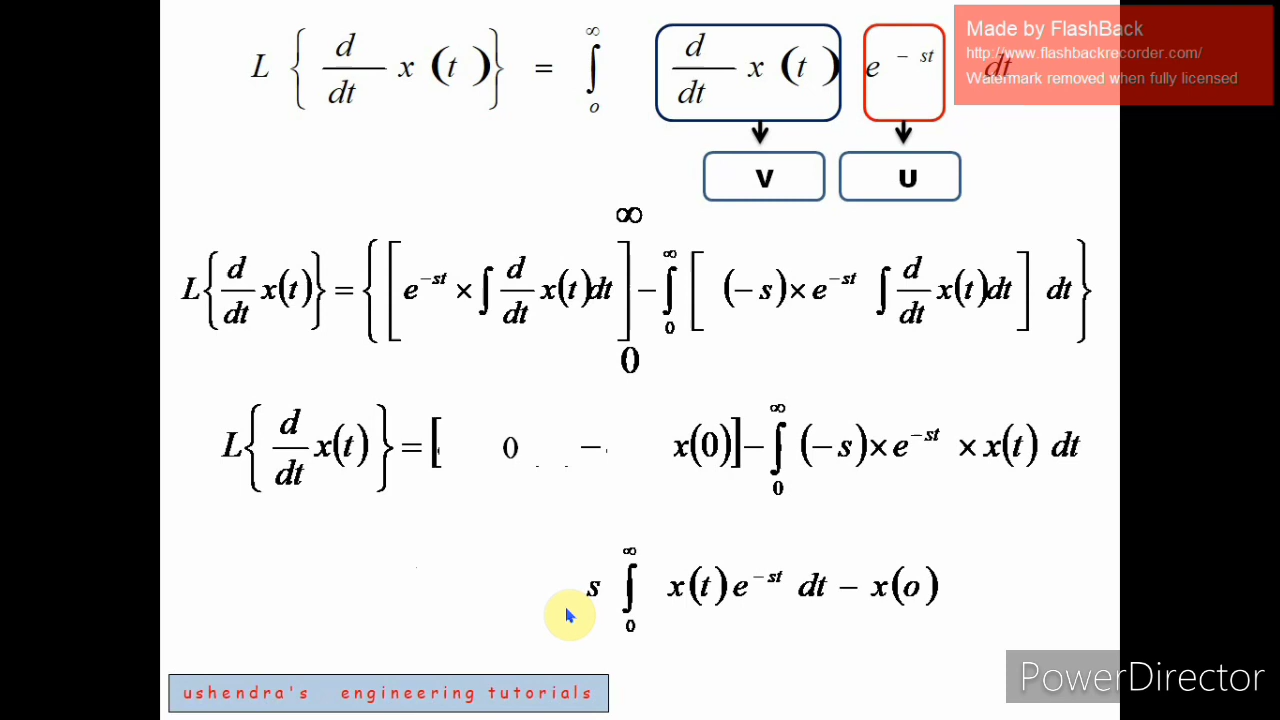 Made by FlashBack
http://www.flashbackrecorder.com/
Watermark removed when fully licensed
L { d/dt x (t) } = ∫₀^∞ d/dt x (t) e^{-st} dt
V U
L{ d/dt x(t) } = { [ e^{-st} × ∫ d/dt x(t)dt ]₀^∞ − ∫₀^∞ [ (−s)×e^{-st} ∫ d/dt x(t)dt ] dt }
L{ d/dt x(t) } = [ 0 − x(0)] − ∫₀^∞ (−s)×e^{-st} × x(t) dt
s ∫₀^∞ x(t)e^{-st} dt − x(o)
ushendra's engineering tutorials
PowerDirector